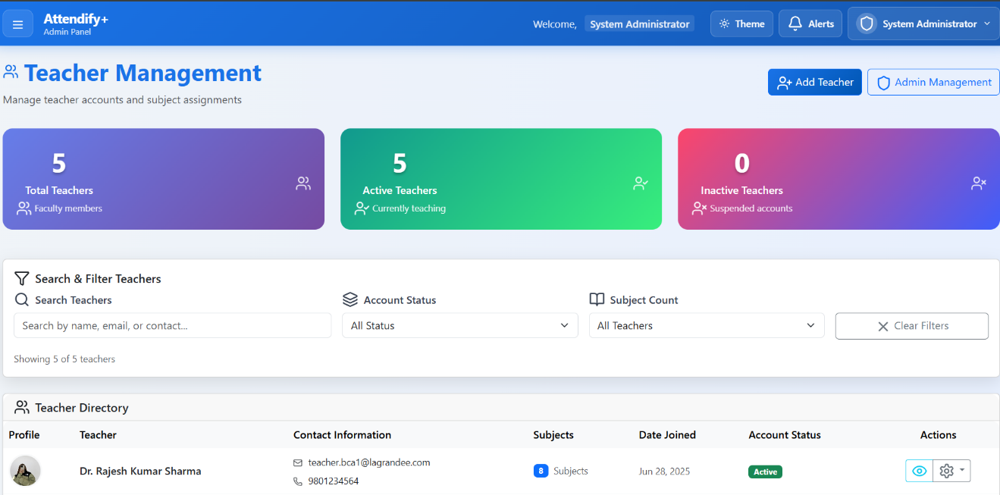 Attendify+
Admin Panel
Welcome, System Administrator Theme Alerts System Administrator
Teacher Management
Manage teacher accounts and subject assignments
Add Teacher Admin Management
5 5 0
Total Teachers Active Teachers Inactive Teachers
Faculty members Currently teaching Suspended accounts
Search & Filter Teachers
Search Teachers Account Status Subject Count
Search by name, email, or contact... All Status All Teachers Clear Filters
Showing 5 of 5 teachers
Teacher Directory
Profile Teacher Contact Information Subjects Date Joined Account Status Actions
teacher.bca1@lagrandee.com
Dr. Rajesh Kumar Sharma 8 Subjects Jun 28, 2025 Active
9801234564